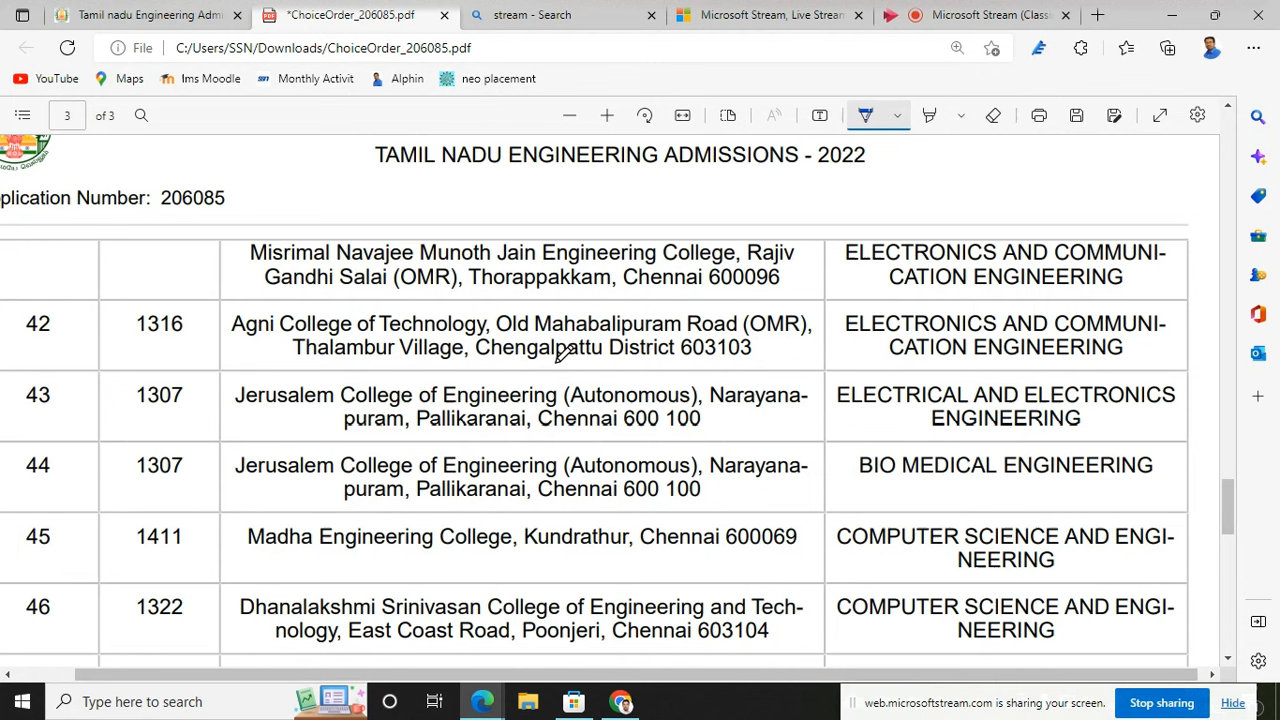 Tamil nadu Engineering Admi
*ChoiceOrder_206085.pdf
stream - Search
Microsoft Stream, Live Stream
Microsoft Stream (Classi
File
C:/Users/SSN/Downloads/ChoiceOrder_206085.pdf
YouTube
Maps
Ims Moodle
Monthly Activit
Alphin
neo placement
3
of 3
TAMIL NADU ENGINEERING ADMISSIONS - 2022
plication Number: 206085
Misrimal Navajee Munoth Jain Engineering College, Rajiv
Gandhi Salai (OMR), Thorappakkam, Chennai 600096
ELECTRONICS AND COMMUNI-
CATION ENGINEERING
42
1316
Agni College of Technology, Old Mahabalipuram Road (OMR),
Thalambur Village, Chengalpattu District 603103
ELECTRONICS AND COMMUNI-
CATION ENGINEERING
43
1307
Jerusalem College of Engineering (Autonomous), Narayana-
puram, Pallikaranai, Chennai 600 100
ELECTRICAL AND ELECTRONICS
ENGINEERING
44
1307
Jerusalem College of Engineering (Autonomous), Narayana-
puram, Pallikaranai, Chennai 600 100
BIO MEDICAL ENGINEERING
45
1411
Madha Engineering College, Kundrathur, Chennai 600069
COMPUTER SCIENCE AND ENGI-
NEERING
46
1322
Dhanalakshmi Srinivasan College of Engineering and Tech-
nology, East Coast Road, Poonjeri, Chennai 603104
COMPUTER SCIENCE AND ENGI-
NEERING
Type here to search
web.microsoftstream.com is sharing your screen.
Stop sharing
Hide